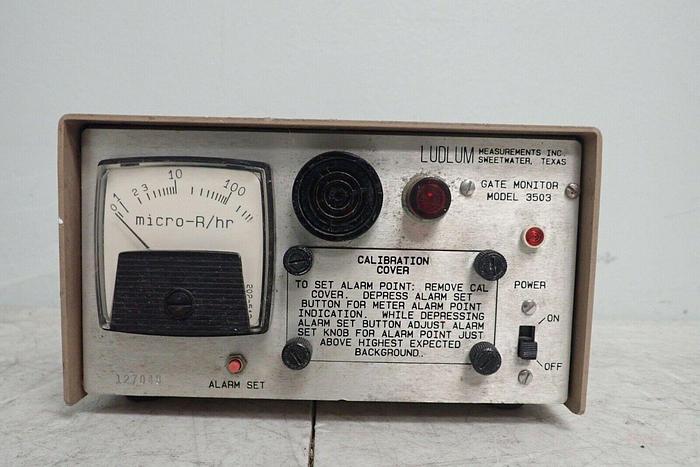 LUDLUM MEASUREMENTS INC.
SWEETWATER, TEXAS
GATE MONITOR
MODEL 3503
0 1 2 3 10 100
micro-R/hr
CALIBRATION
COVER
TO SET ALARM POINT: REMOVE CAL
COVER. DEPRESS ALARM SET
BUTTON FOR METER ALARM POINT
INDICATION. WHILE DEPRESSING
ALARM SET BUTTON ADJUST ALARM
SET KNOB FOR ALARM POINT JUST
ABOVE HIGHEST EXPECTED
BACKGROUND.
POWER
ON
OFF
ALARM SET